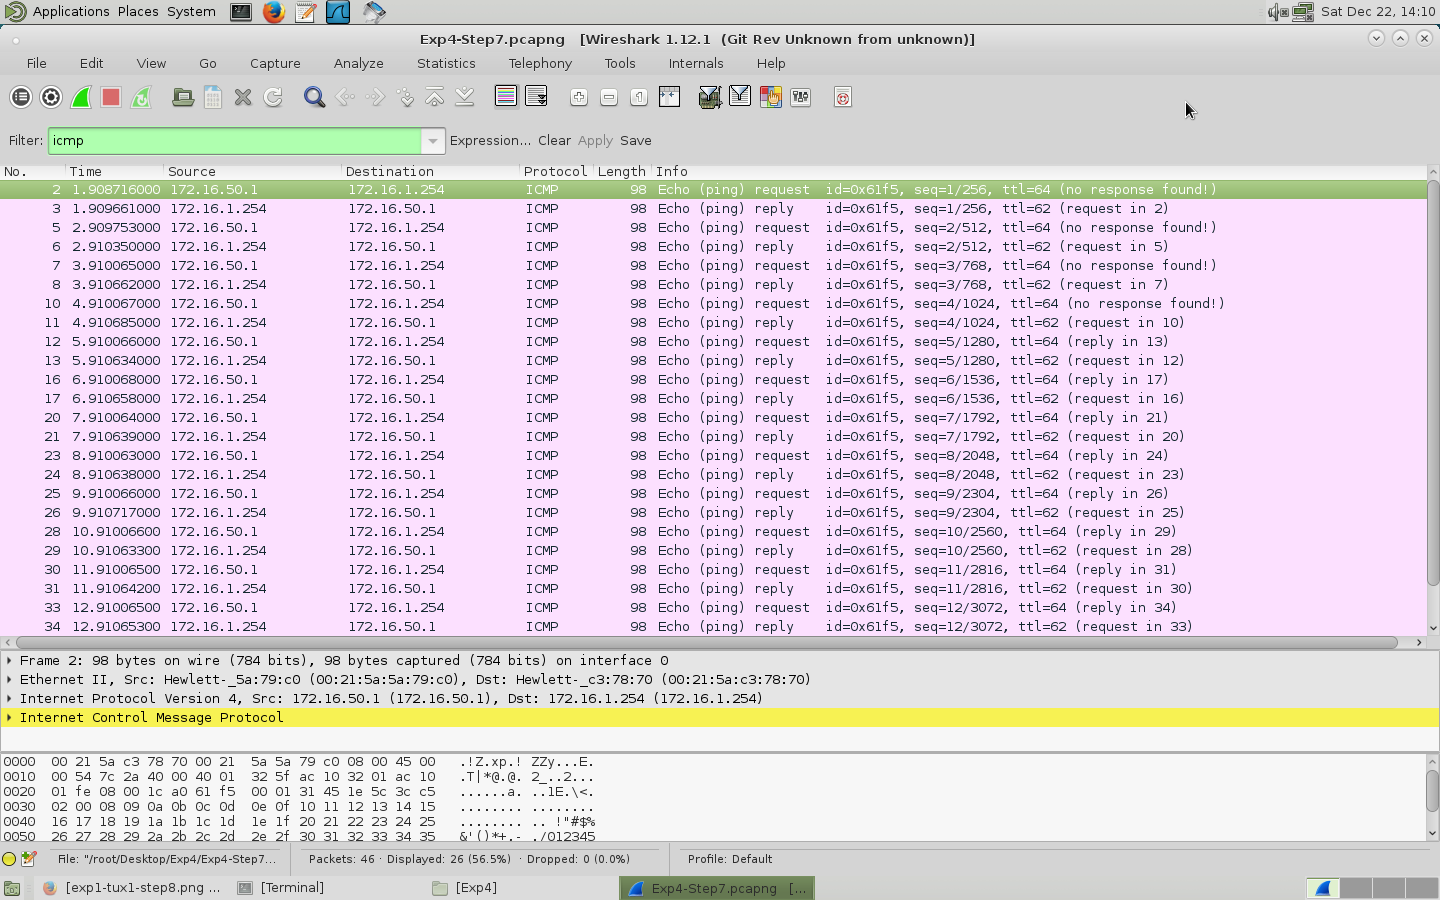 Applications Places System Sat Dec 22, 14:10
Exp4-Step7.pcapng [Wireshark 1.12.1 (Git Rev Unknown from unknown)]
File Edit View Go Capture Analyze Statistics Telephony Tools Internals Help
Filter: icmp Expression... Clear Apply Save
No. Time Source Destination Protocol Length Info
2 1.908716000 172.16.50.1 172.16.1.254 ICMP 98 Echo (ping) request id=0x61f5, seq=1/256, ttl=64 (no response found!)
3 1.909661000 172.16.1.254 172.16.50.1 ICMP 98 Echo (ping) reply id=0x61f5, seq=1/256, ttl=62 (request in 2)
5 2.909753000 172.16.50.1 172.16.1.254 ICMP 98 Echo (ping) request id=0x61f5, seq=2/512, ttl=64 (no response found!)
6 2.910350000 172.16.1.254 172.16.50.1 ICMP 98 Echo (ping) reply id=0x61f5, seq=2/512, ttl=62 (request in 5)
7 3.910065000 172.16.50.1 172.16.1.254 ICMP 98 Echo (ping) request id=0x61f5, seq=3/768, ttl=64 (no response found!)
8 3.910662000 172.16.1.254 172.16.50.1 ICMP 98 Echo (ping) reply id=0x61f5, seq=3/768, ttl=62 (request in 7)
10 4.910067000 172.16.50.1 172.16.1.254 ICMP 98 Echo (ping) request id=0x61f5, seq=4/1024, ttl=64 (no response found!)
11 4.910685000 172.16.1.254 172.16.50.1 ICMP 98 Echo (ping) reply id=0x61f5, seq=4/1024, ttl=62 (request in 10)
12 5.910066000 172.16.50.1 172.16.1.254 ICMP 98 Echo (ping) request id=0x61f5, seq=5/1280, ttl=64 (reply in 13)
13 5.910634000 172.16.1.254 172.16.50.1 ICMP 98 Echo (ping) reply id=0x61f5, seq=5/1280, ttl=62 (request in 12)
16 6.910068000 172.16.50.1 172.16.1.254 ICMP 98 Echo (ping) request id=0x61f5, seq=6/1536, ttl=64 (reply in 17)
17 6.910658000 172.16.1.254 172.16.50.1 ICMP 98 Echo (ping) reply id=0x61f5, seq=6/1536, ttl=62 (request in 16)
20 7.910064000 172.16.50.1 172.16.1.254 ICMP 98 Echo (ping) request id=0x61f5, seq=7/1792, ttl=64 (reply in 21)
21 7.910639000 172.16.1.254 172.16.50.1 ICMP 98 Echo (ping) reply id=0x61f5, seq=7/1792, ttl=62 (request in 20)
23 8.910063000 172.16.50.1 172.16.1.254 ICMP 98 Echo (ping) request id=0x61f5, seq=8/2048, ttl=64 (reply in 24)
24 8.910638000 172.16.1.254 172.16.50.1 ICMP 98 Echo (ping) reply id=0x61f5, seq=8/2048, ttl=62 (request in 23)
25 9.910066000 172.16.50.1 172.16.1.254 ICMP 98 Echo (ping) request id=0x61f5, seq=9/2304, ttl=64 (reply in 26)
26 9.910717000 172.16.1.254 172.16.50.1 ICMP 98 Echo (ping) reply id=0x61f5, seq=9/2304, ttl=62 (request in 25)
28 10.91006600 172.16.50.1 172.16.1.254 ICMP 98 Echo (ping) request id=0x61f5, seq=10/2560, ttl=64 (reply in 29)
29 10.91063300 172.16.1.254 172.16.50.1 ICMP 98 Echo (ping) reply id=0x61f5, seq=10/2560, ttl=62 (request in 28)
30 11.91006500 172.16.50.1 172.16.1.254 ICMP 98 Echo (ping) request id=0x61f5, seq=11/2816, ttl=64 (reply in 31)
31 11.91064200 172.16.1.254 172.16.50.1 ICMP 98 Echo (ping) reply id=0x61f5, seq=11/2816, ttl=62 (request in 30)
33 12.91006500 172.16.50.1 172.16.1.254 ICMP 98 Echo (ping) request id=0x61f5, seq=12/3072, ttl=64 (reply in 34)
34 12.91065300 172.16.1.254 172.16.50.1 ICMP 98 Echo (ping) reply id=0x61f5, seq=12/3072, ttl=62 (request in 33)
Frame 2: 98 bytes on wire (784 bits), 98 bytes captured (784 bits) on interface 0
Ethernet II, Src: Hewlett-_5a:79:c0 (00:21:5a:5a:79:c0), Dst: Hewlett-_c3:78:70 (00:21:5a:c3:78:70)
Internet Protocol Version 4, Src: 172.16.50.1 (172.16.50.1), Dst: 172.16.1.254 (172.16.1.254)
Internet Control Message Protocol
0000 00 21 5a c3 78 70 00 21 5a 5a 79 c0 08 00 45 00 .!Z.xp.! ZZy...E.
0010 00 54 7c 2a 40 00 40 01 32 5f ac 10 32 01 ac 10 .T|*@.@. 2_..2...
0020 01 fe 08 00 1c a0 61 f5 00 01 31 45 1e 5c 3c c5 ......a. ..1E.\<.
0030 02 00 08 09 0a 0b 0c 0d 0e 0f 10 11 12 13 14 15 ........ ........
0040 16 17 18 19 1a 1b 1c 1d 1e 1f 20 21 22 23 24 25 ........ .. !"#$%
0050 26 27 28 29 2a 2b 2c 2d 2e 2f 30 31 32 33 34 35 &'()*+,- ./012345
File: "/root/Desktop/Exp4/Exp4-Step7... Packets: 46 · Displayed: 26 (56.5%) · Dropped: 0 (0.0%) Profile: Default
[exp1-tux1-step8.png ... [Terminal] [Exp4] Exp4-Step7.pcapng [...